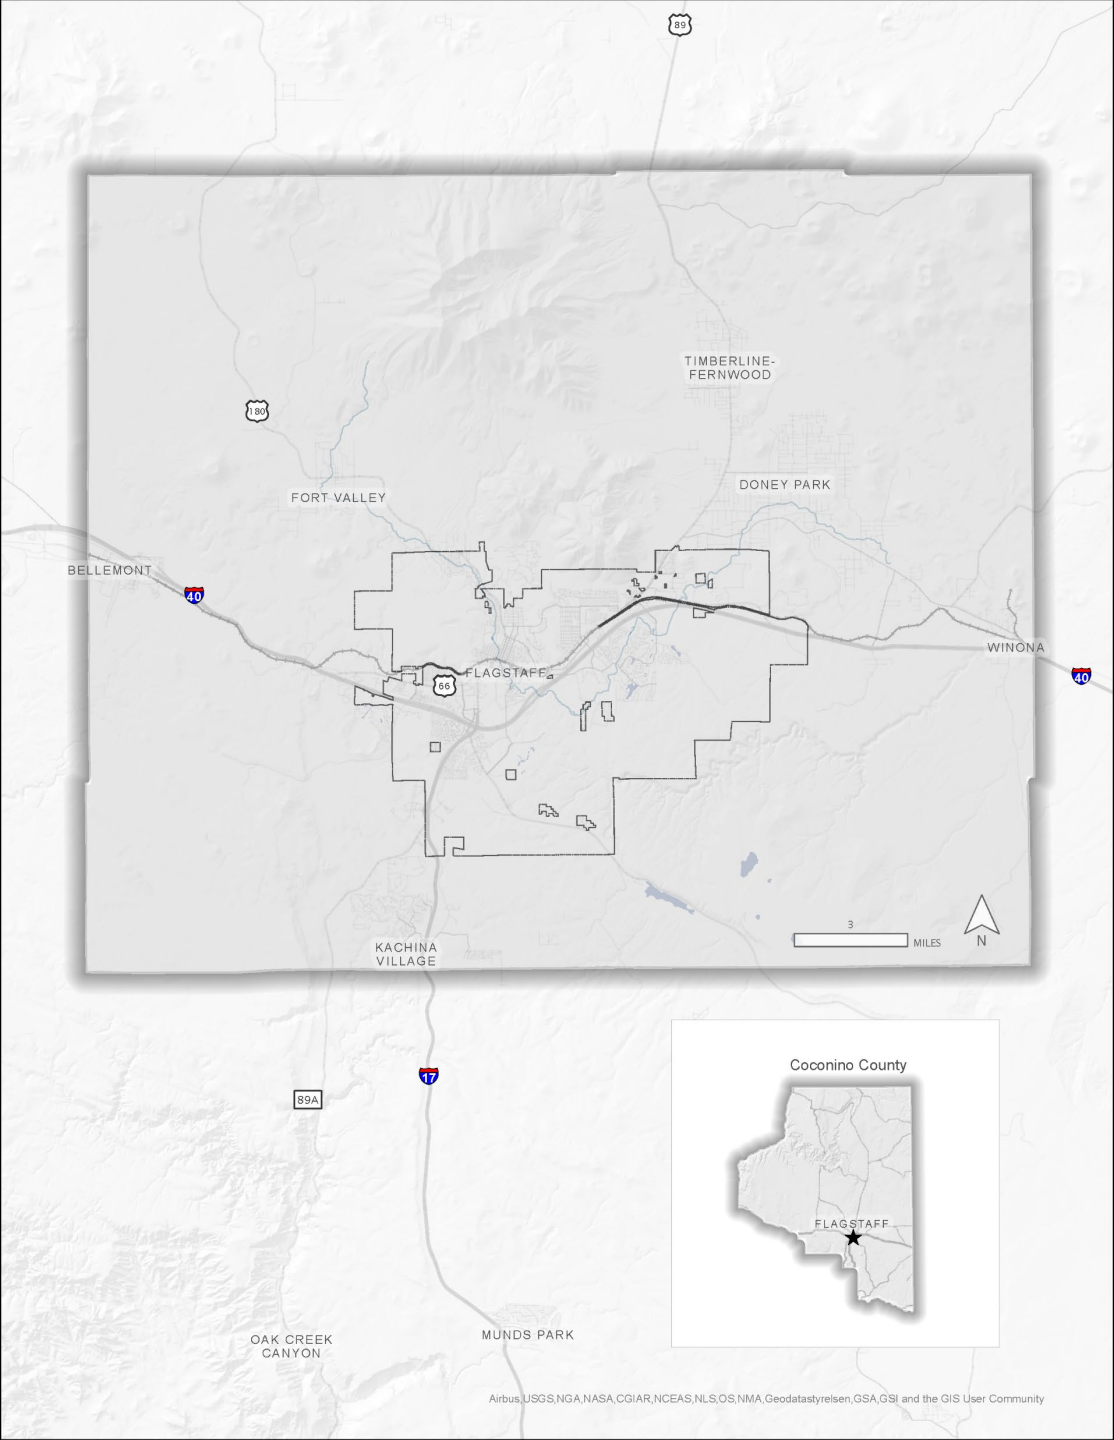 89
TIMBERLINE-
FERNWOOD
180
DONEY PARK
FORT VALLEY
BELLEMONT
40
WINONA
FLAGSTAFF
40
66
3
MILES
N
KACHINA
VILLAGE
Coconino County
17
89A
FLAGSTAFF
MUNDS PARK
OAK CREEK
CANYON
Airbus,USGS,NGA,NASA,CGIAR,NCEAS,NLS,OS,NMA,Geodatastyrelsen,GSA,GSI and the GIS User Community